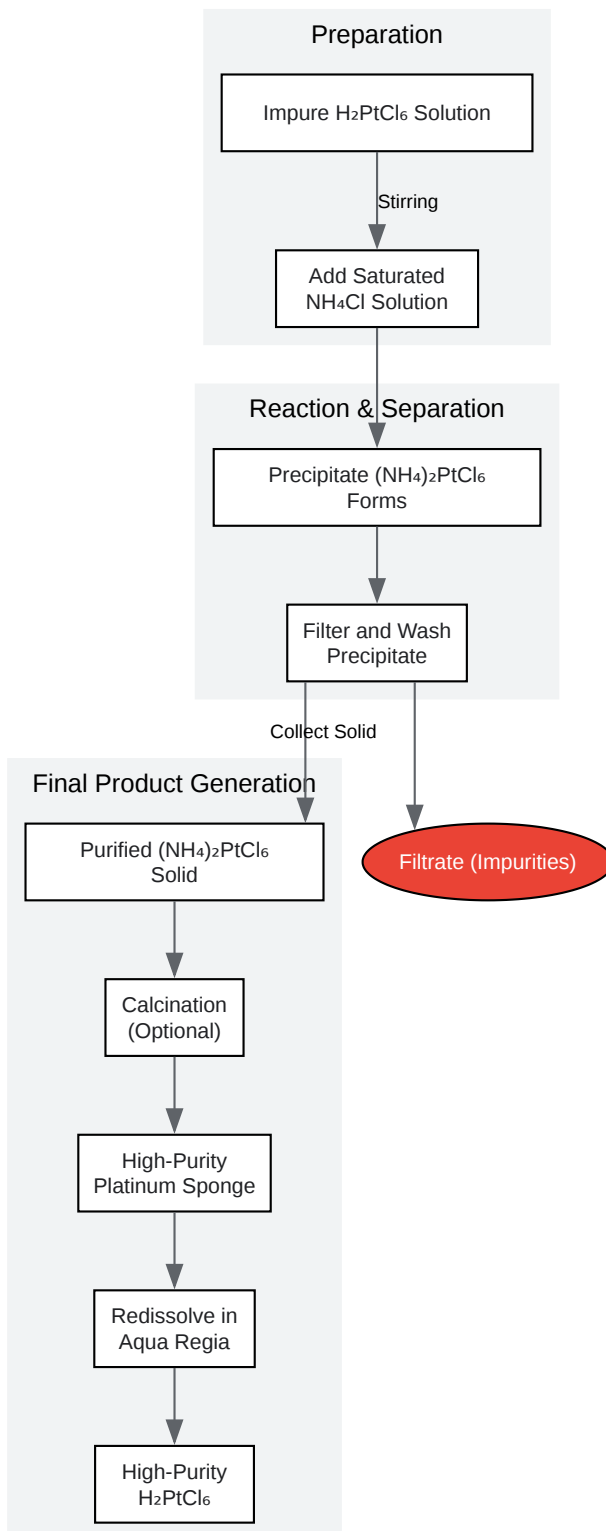 Preparation
Impure H₂PtCl₆ Solution
Stirring
Add Saturated
NH₄Cl Solution
Reaction & Separation
Precipitate (NH₄)₂PtCl₆
Forms
Filter and Wash
Precipitate
Collect Solid
Final Product Generation
Purified (NH₄)₂PtCl₆
Solid
Filtrate (Impurities)
Calcination
(Optional)
High-Purity
Platinum Sponge
Redissolve in
Aqua Regia
High-Purity
H₂PtCl₆